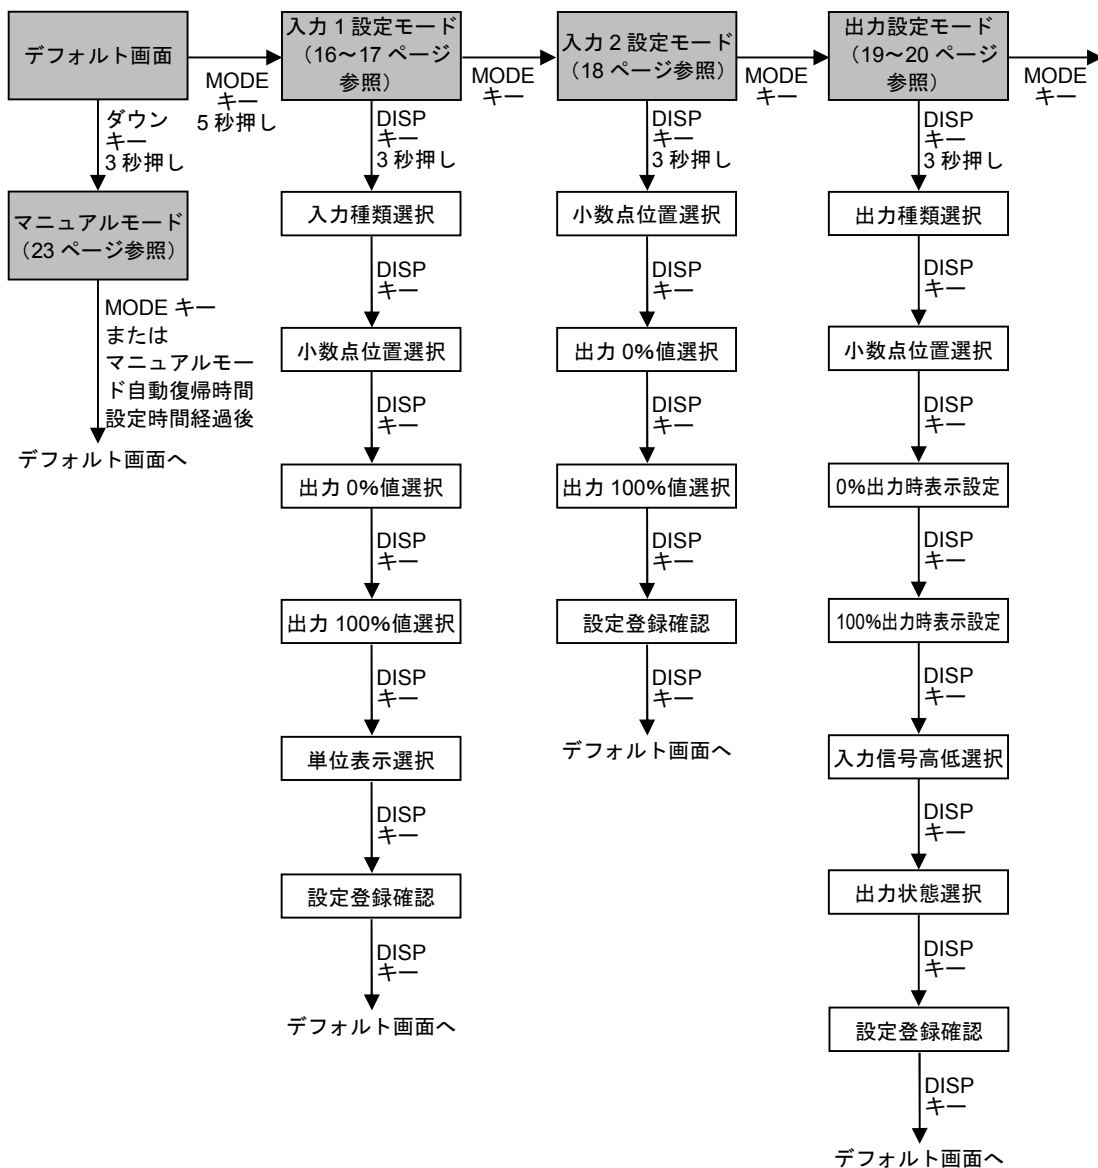 デフォルト画面
MODE
キー
5 秒押し
入力 1 設定モード
（16～17 ページ
参照）
MODE
キー
入力 2 設定モード
（18 ページ参照）
MODE
キー
出力設定モード
（19～20 ページ
参照）
MODE
キー
ダウン
キー
3 秒押し
マニュアルモード
（23 ページ参照）
MODE キー
または
マニュアルモー
ド自動復帰時間
設定時間経過後
デフォルト画面へ
DISP
キー
3 秒押し
入力種類選択
DISP
キー
小数点位置選択
DISP
キー
出力 0%値選択
DISP
キー
出力 100%値選択
DISP
キー
単位表示選択
DISP
キー
設定登録確認
DISP
キー
デフォルト画面へ
DISP
キー
3 秒押し
小数点位置選択
DISP
キー
出力 0%値選択
DISP
キー
出力 100%値選択
DISP
キー
設定登録確認
DISP
キー
デフォルト画面へ
DISP
キー
3 秒押し
出力種類選択
DISP
キー
小数点位置選択
DISP
キー
0%出力時表示設定
DISP
キー
100%出力時表示設定
DISP
キー
入力信号高低選択
DISP
キー
出力状態選択
DISP
キー
設定登録確認
DISP
キー
デフォルト画面へ